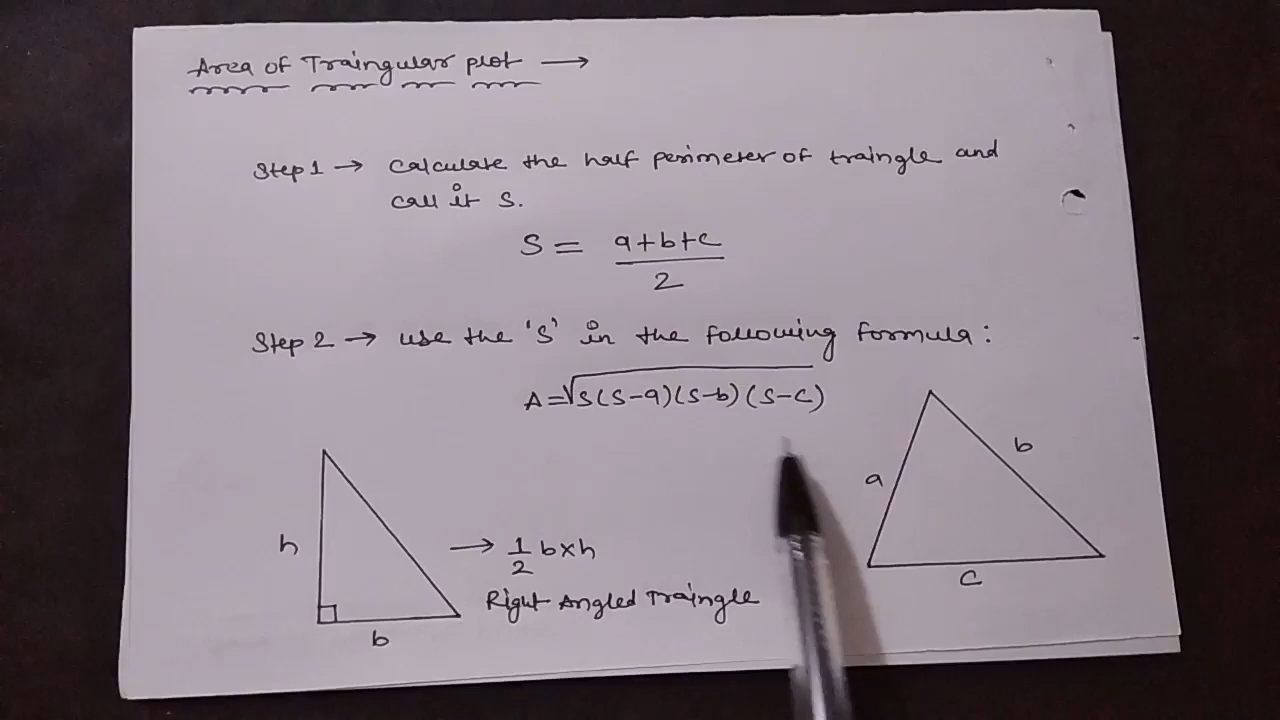 Area of Traingular plot →
Step 1 → Calculate the half perimeter of traingle and
call it S.
S = a+b+c
2
Step 2 → use the 'S' in the following formula:
A=√S(S-a)(S-b)(S-c)
a
b
c
h
b
→ 1/2 b×h
Right Angled Traingle